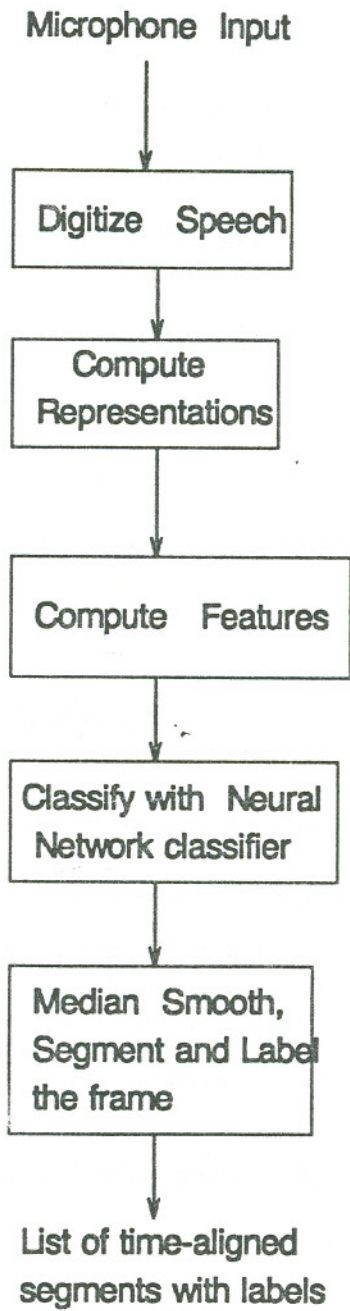 Microphone Input
Digitize Speech
Compute
Representations
Compute Features
Classify with Neural
Network classifier
Median Smooth,
Segment and Label
the frame
List of time-aligned
segments with labels